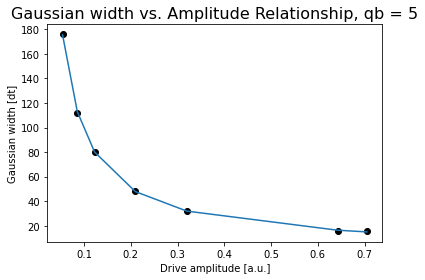 Gaussian width vs. Amplitude Relationship, qb = 5
180
160
140
120
100
80
60
40
20
Gaussian width [dt]
0.1 0.2 0.3 0.4 0.5 0.6 0.7
Drive amplitude [a.u.]